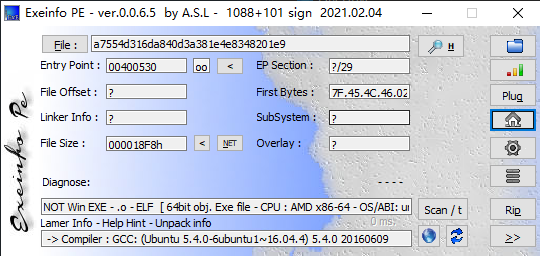 Exeinfo PE - ver.0.0.6.5 by A.S.L - 1088+101 sign 2021.02.04
File : a7554d316da840d3a381e4e8348201e9 H
Entry Point : 00400530 oo < EP Section : ?/29
File Offset : ? First Bytes : 7F.45.4C.46.02 Plug
Linker Info : ? SubSystem : ?
File Size : 000018F8h < NET Overlay : ?
Exeinfo Pe
Diagnose: - - - -
NOT Win EXE - .o - ELF [ 64bit obj. Exe file - CPU : AMD x86-64 - OS/ABI: ur Scan / t Rip
Lamer Info - Help Hint - Unpack info 0 ms.
-> Compiler : GCC: (Ubuntu 5.4.0-6ubuntu1~16.04.4) 5.4.0 20160609 >>